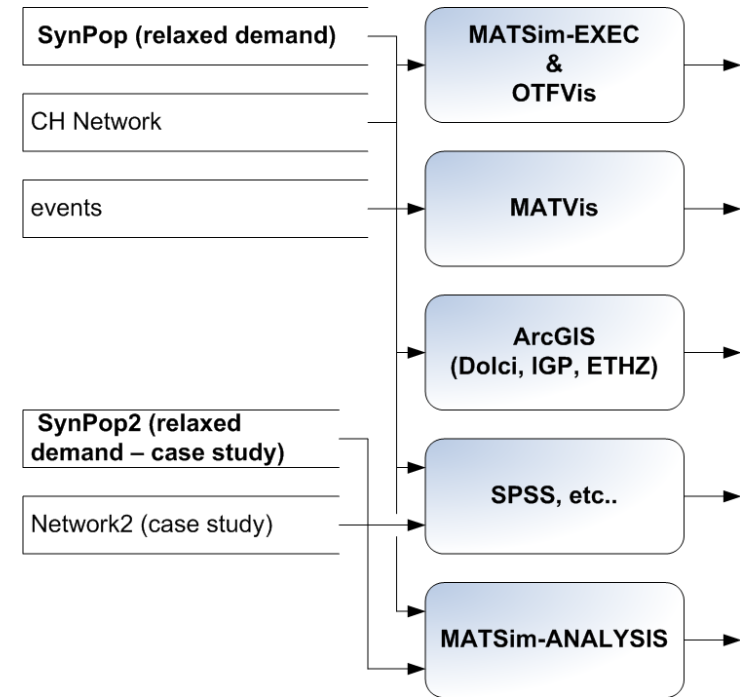 SynPop (relaxed demand)
CH Network
events
SynPop2 (relaxed
demand – case study)
Network2 (case study)
MATSim-EXEC
&
OTFVis
MATVis
ArcGIS
(Dolci, IGP, ETHZ)
SPSS, etc..
MATSim-ANALYSIS